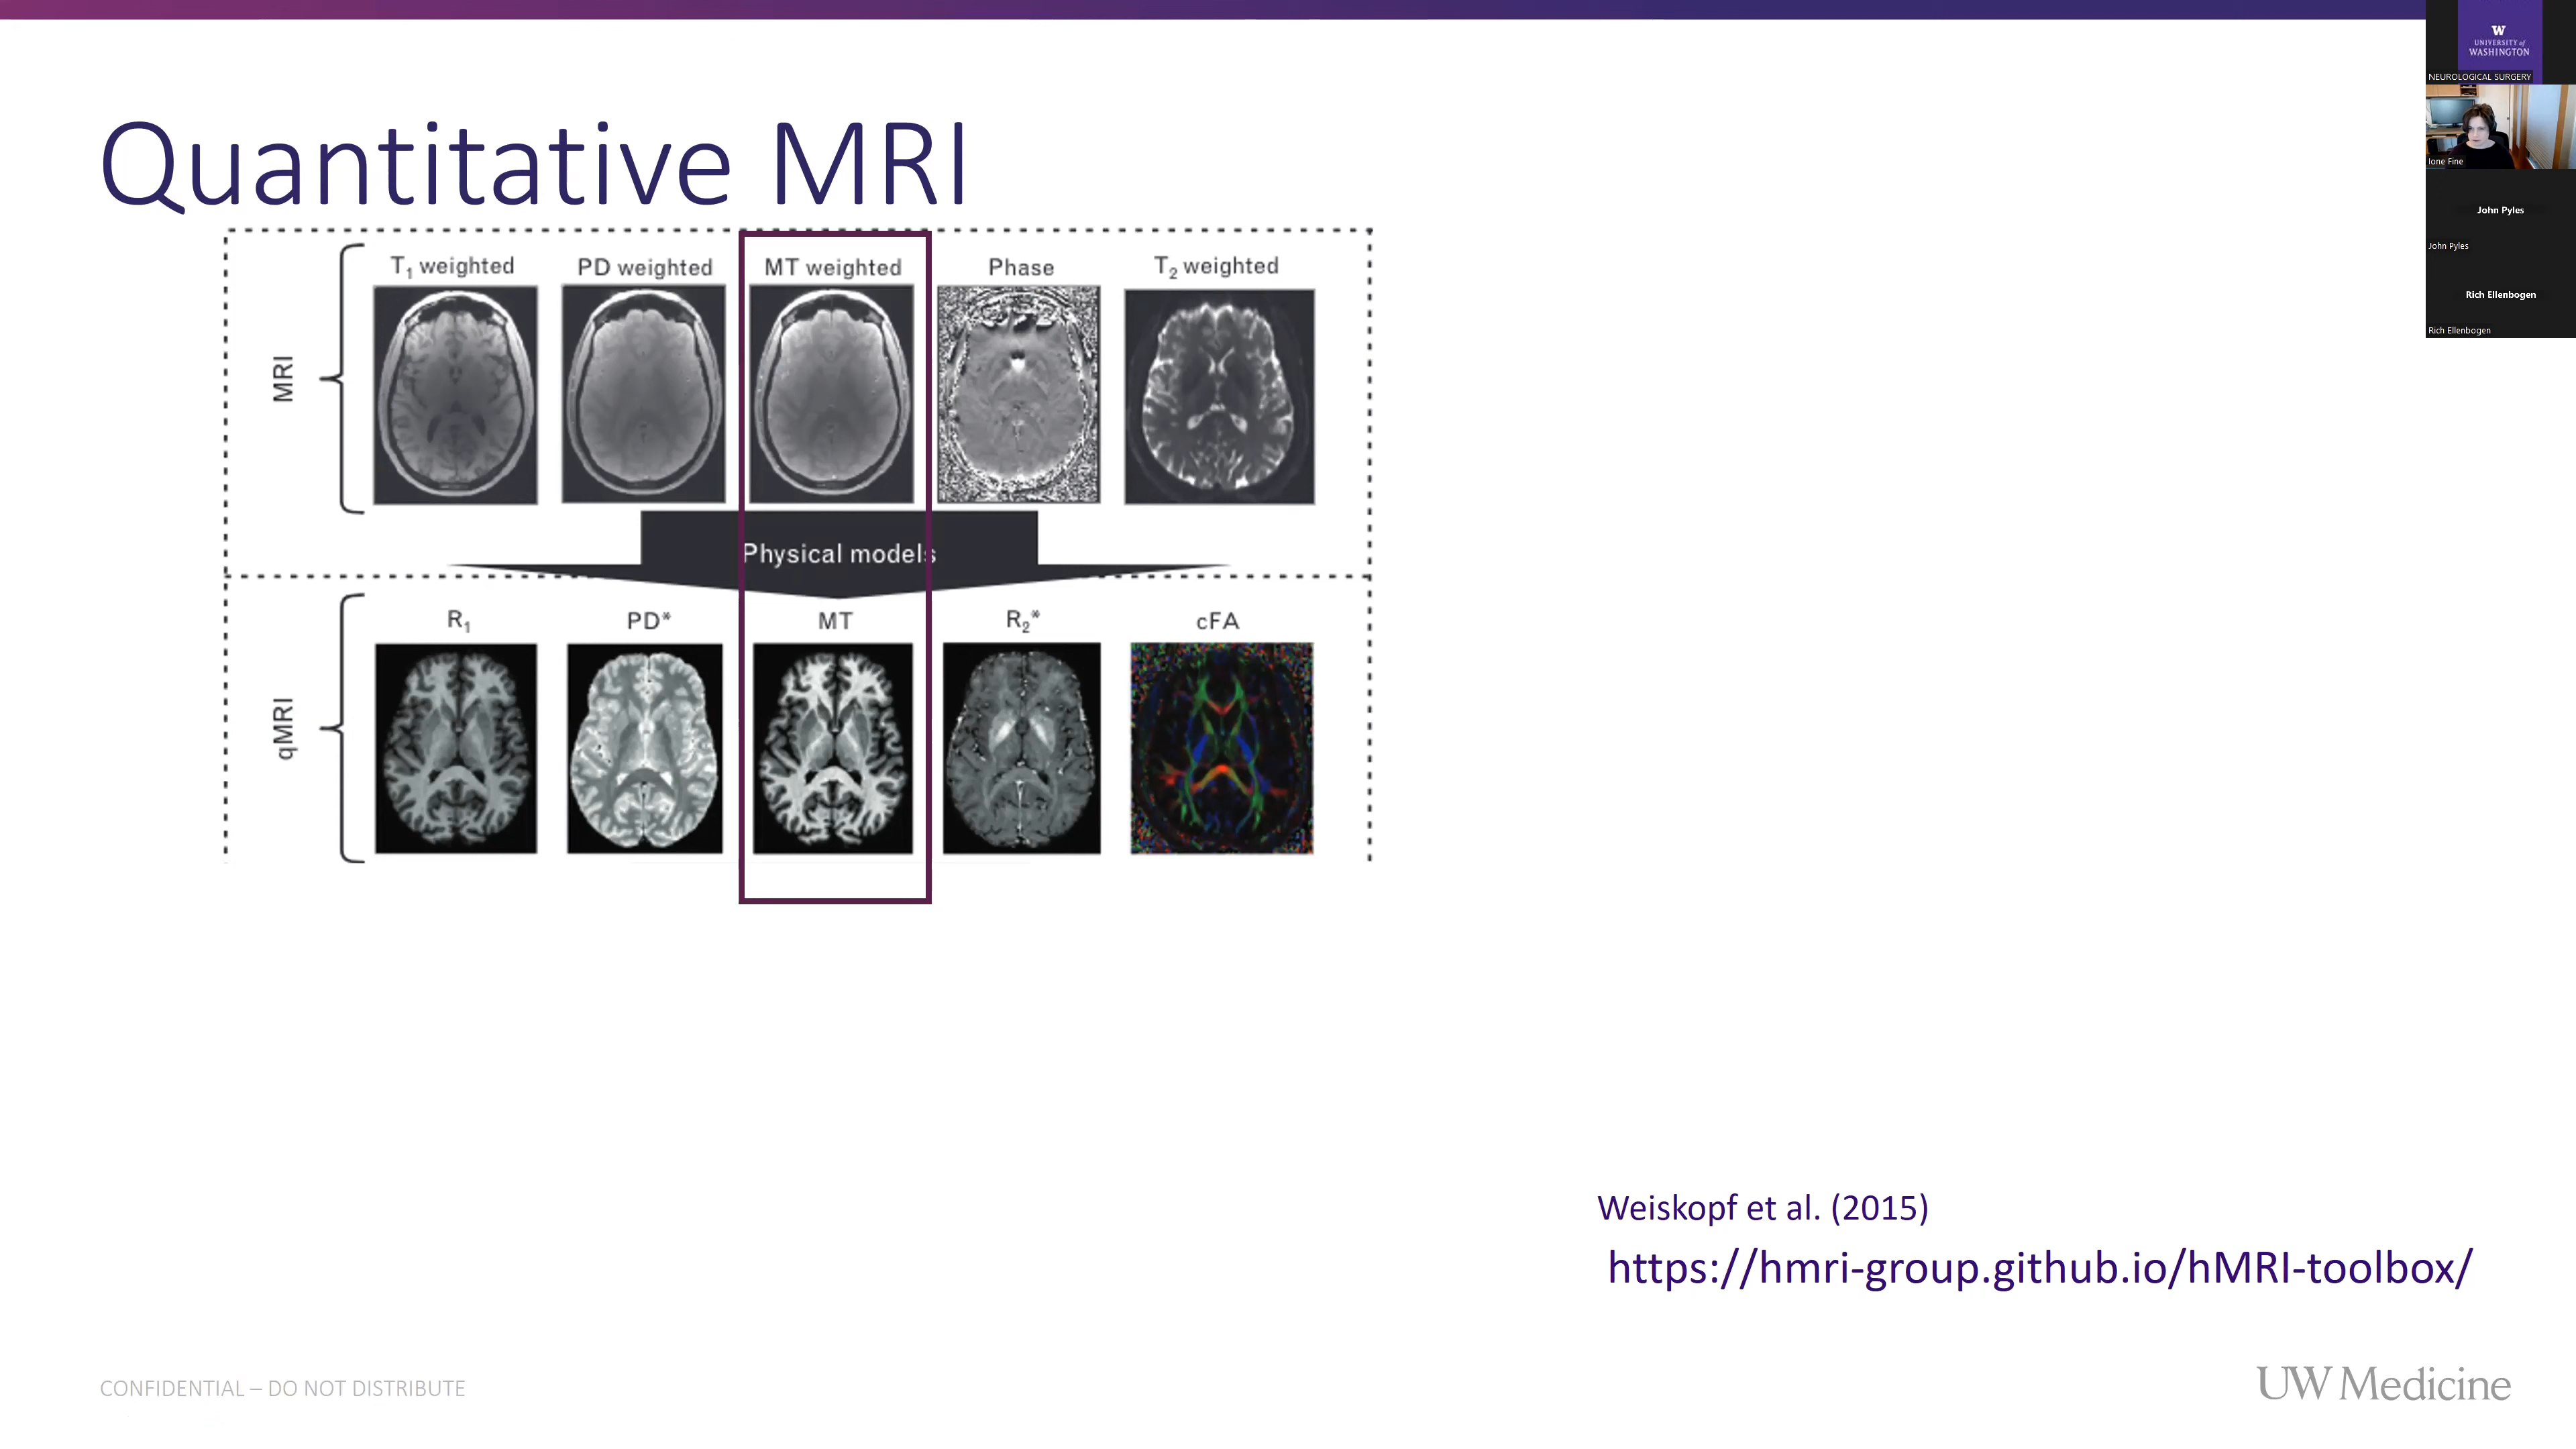 W
UNIVERSITY of
WASHINGTON
NEUROLOGICAL SURGERY
Ione Fine
John Pyles
John Pyles
Rich Ellenbogen
Rich Ellenbogen
Quantitative MRI
T1 weighted PD weighted MT weighted Phase T2 weighted
MRI
Physical models
R1 PD* MT R2* cFA
qMRI
Weiskopf et al. (2015)
https://hmri-group.github.io/hMRI-toolbox/
CONFIDENTIAL – DO NOT DISTRIBUTE
UW Medicine